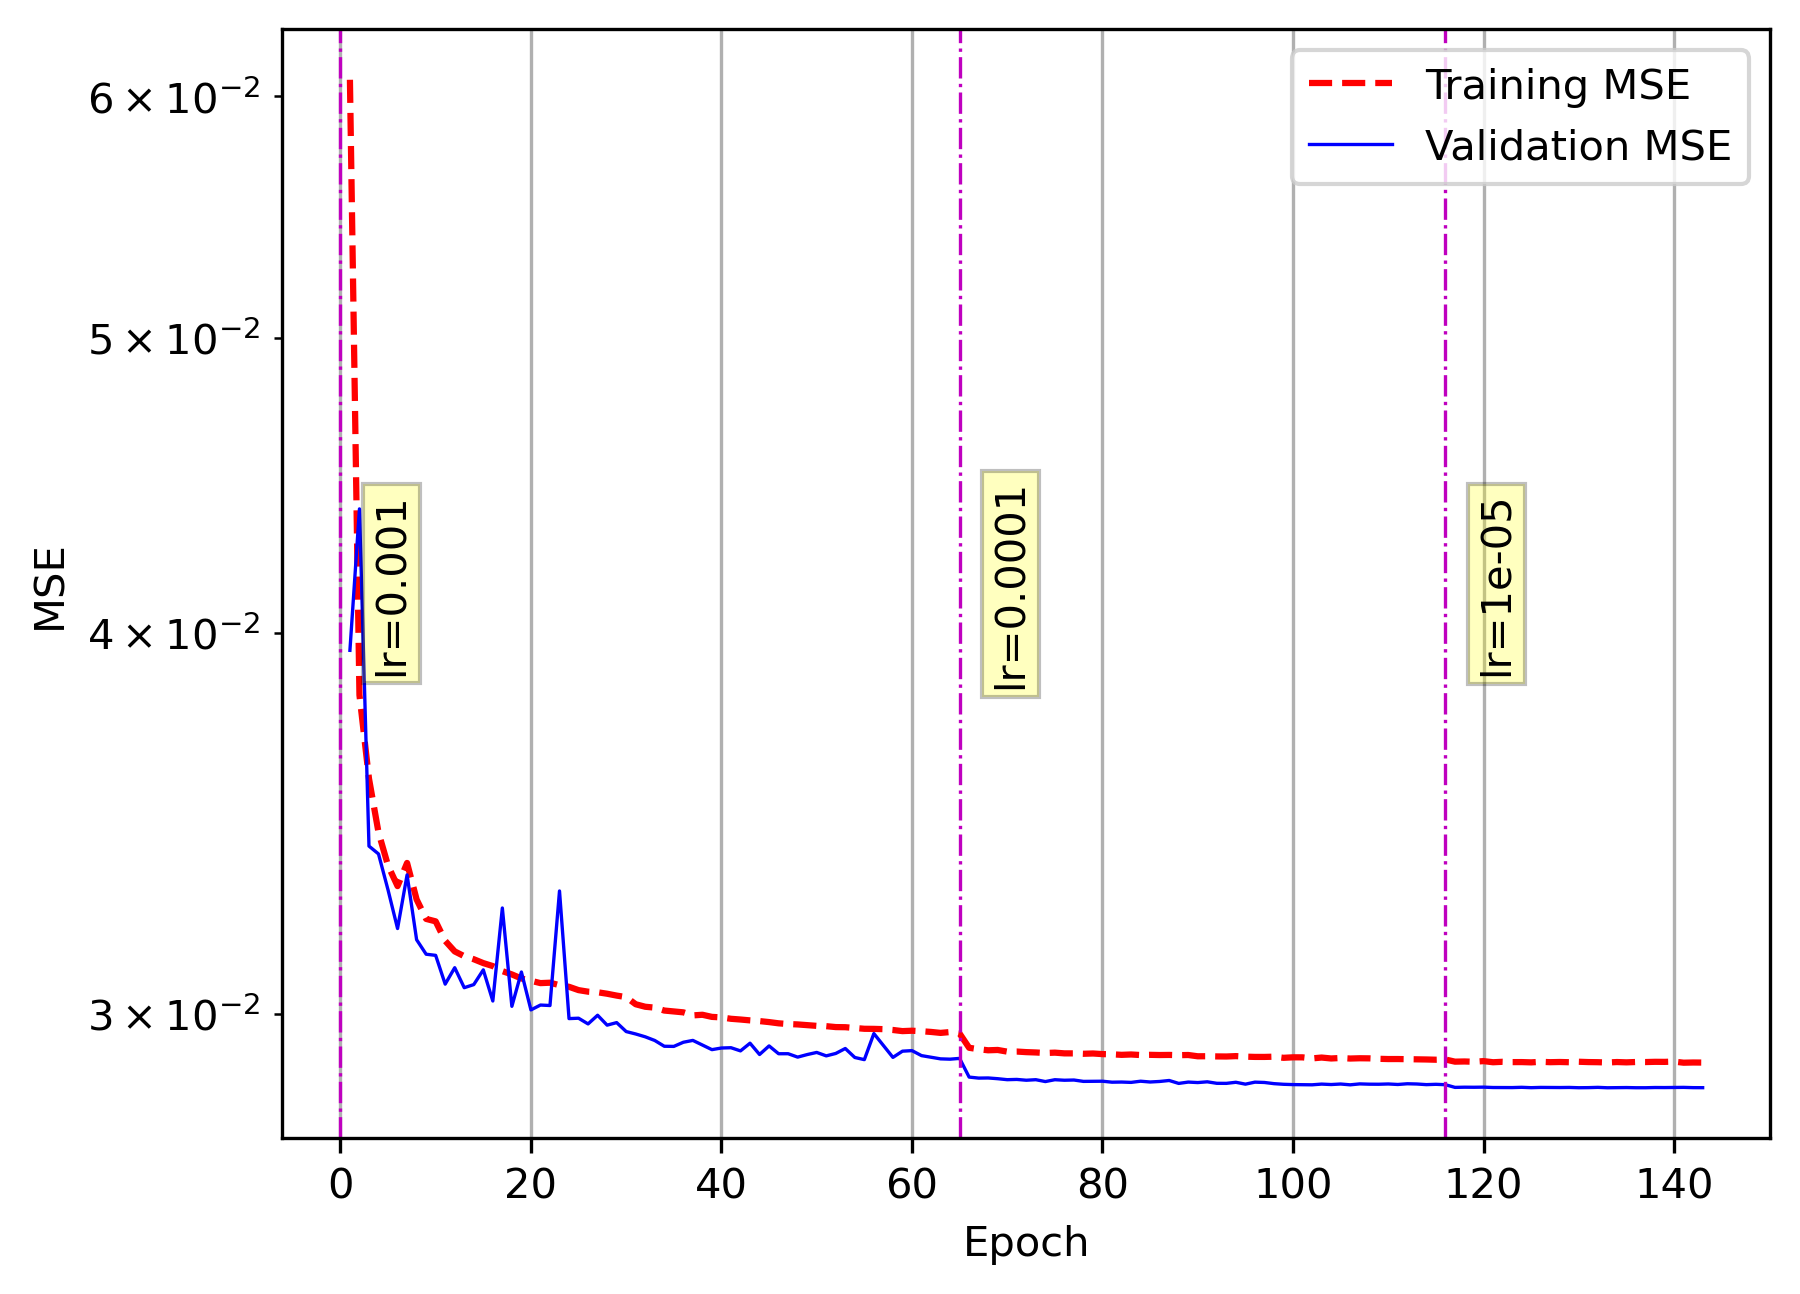 Training MSE
Validation MSE
6 × 10⁻²
5 × 10⁻²
4 × 10⁻²
3 × 10⁻²
MSE
lr=0.001
lr=0.0001
lr=1e-05
0 20 40 60 80 100 120 140
Epoch